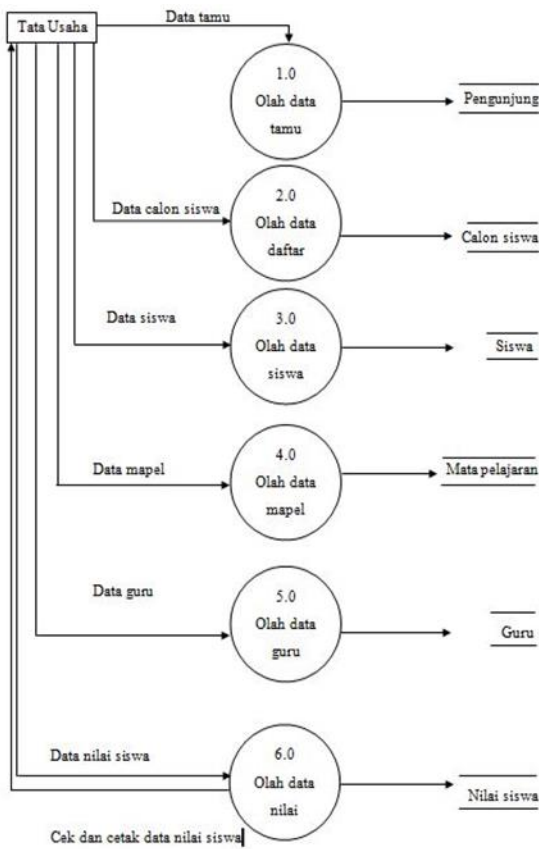 Data tamu
Tata Usaha
1.0
Olah data
tamu
Pengunjung
2.0
Olah data
daftar
Data calon siswa
Calon siswa
3.0
Olah data
siswa
Data siswa
Siswa
4.0
Olah data
mapel
Data mapel
Mata pelajaran
5.0
Olah data
guru
Data guru
Guru
6.0
Olah data
nilai
Data nilai siswa
Nilai siswa
Cek dan cetak data nilai siswa